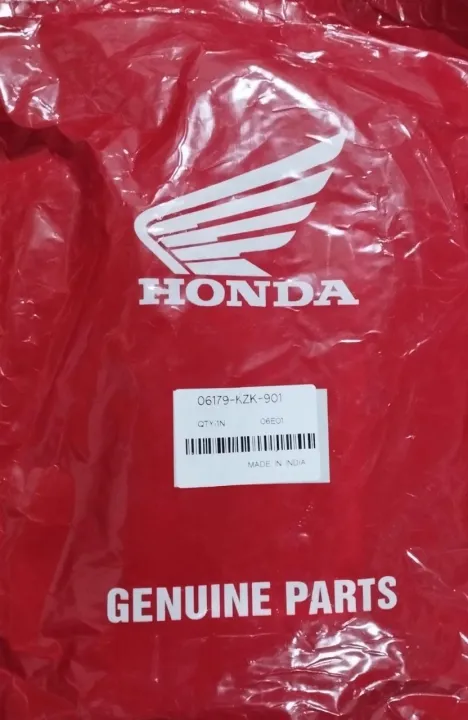 HONDA
06179-KZK-901
QTY-1N 06E01
MADE IN INDIA
GENUINE PARTS